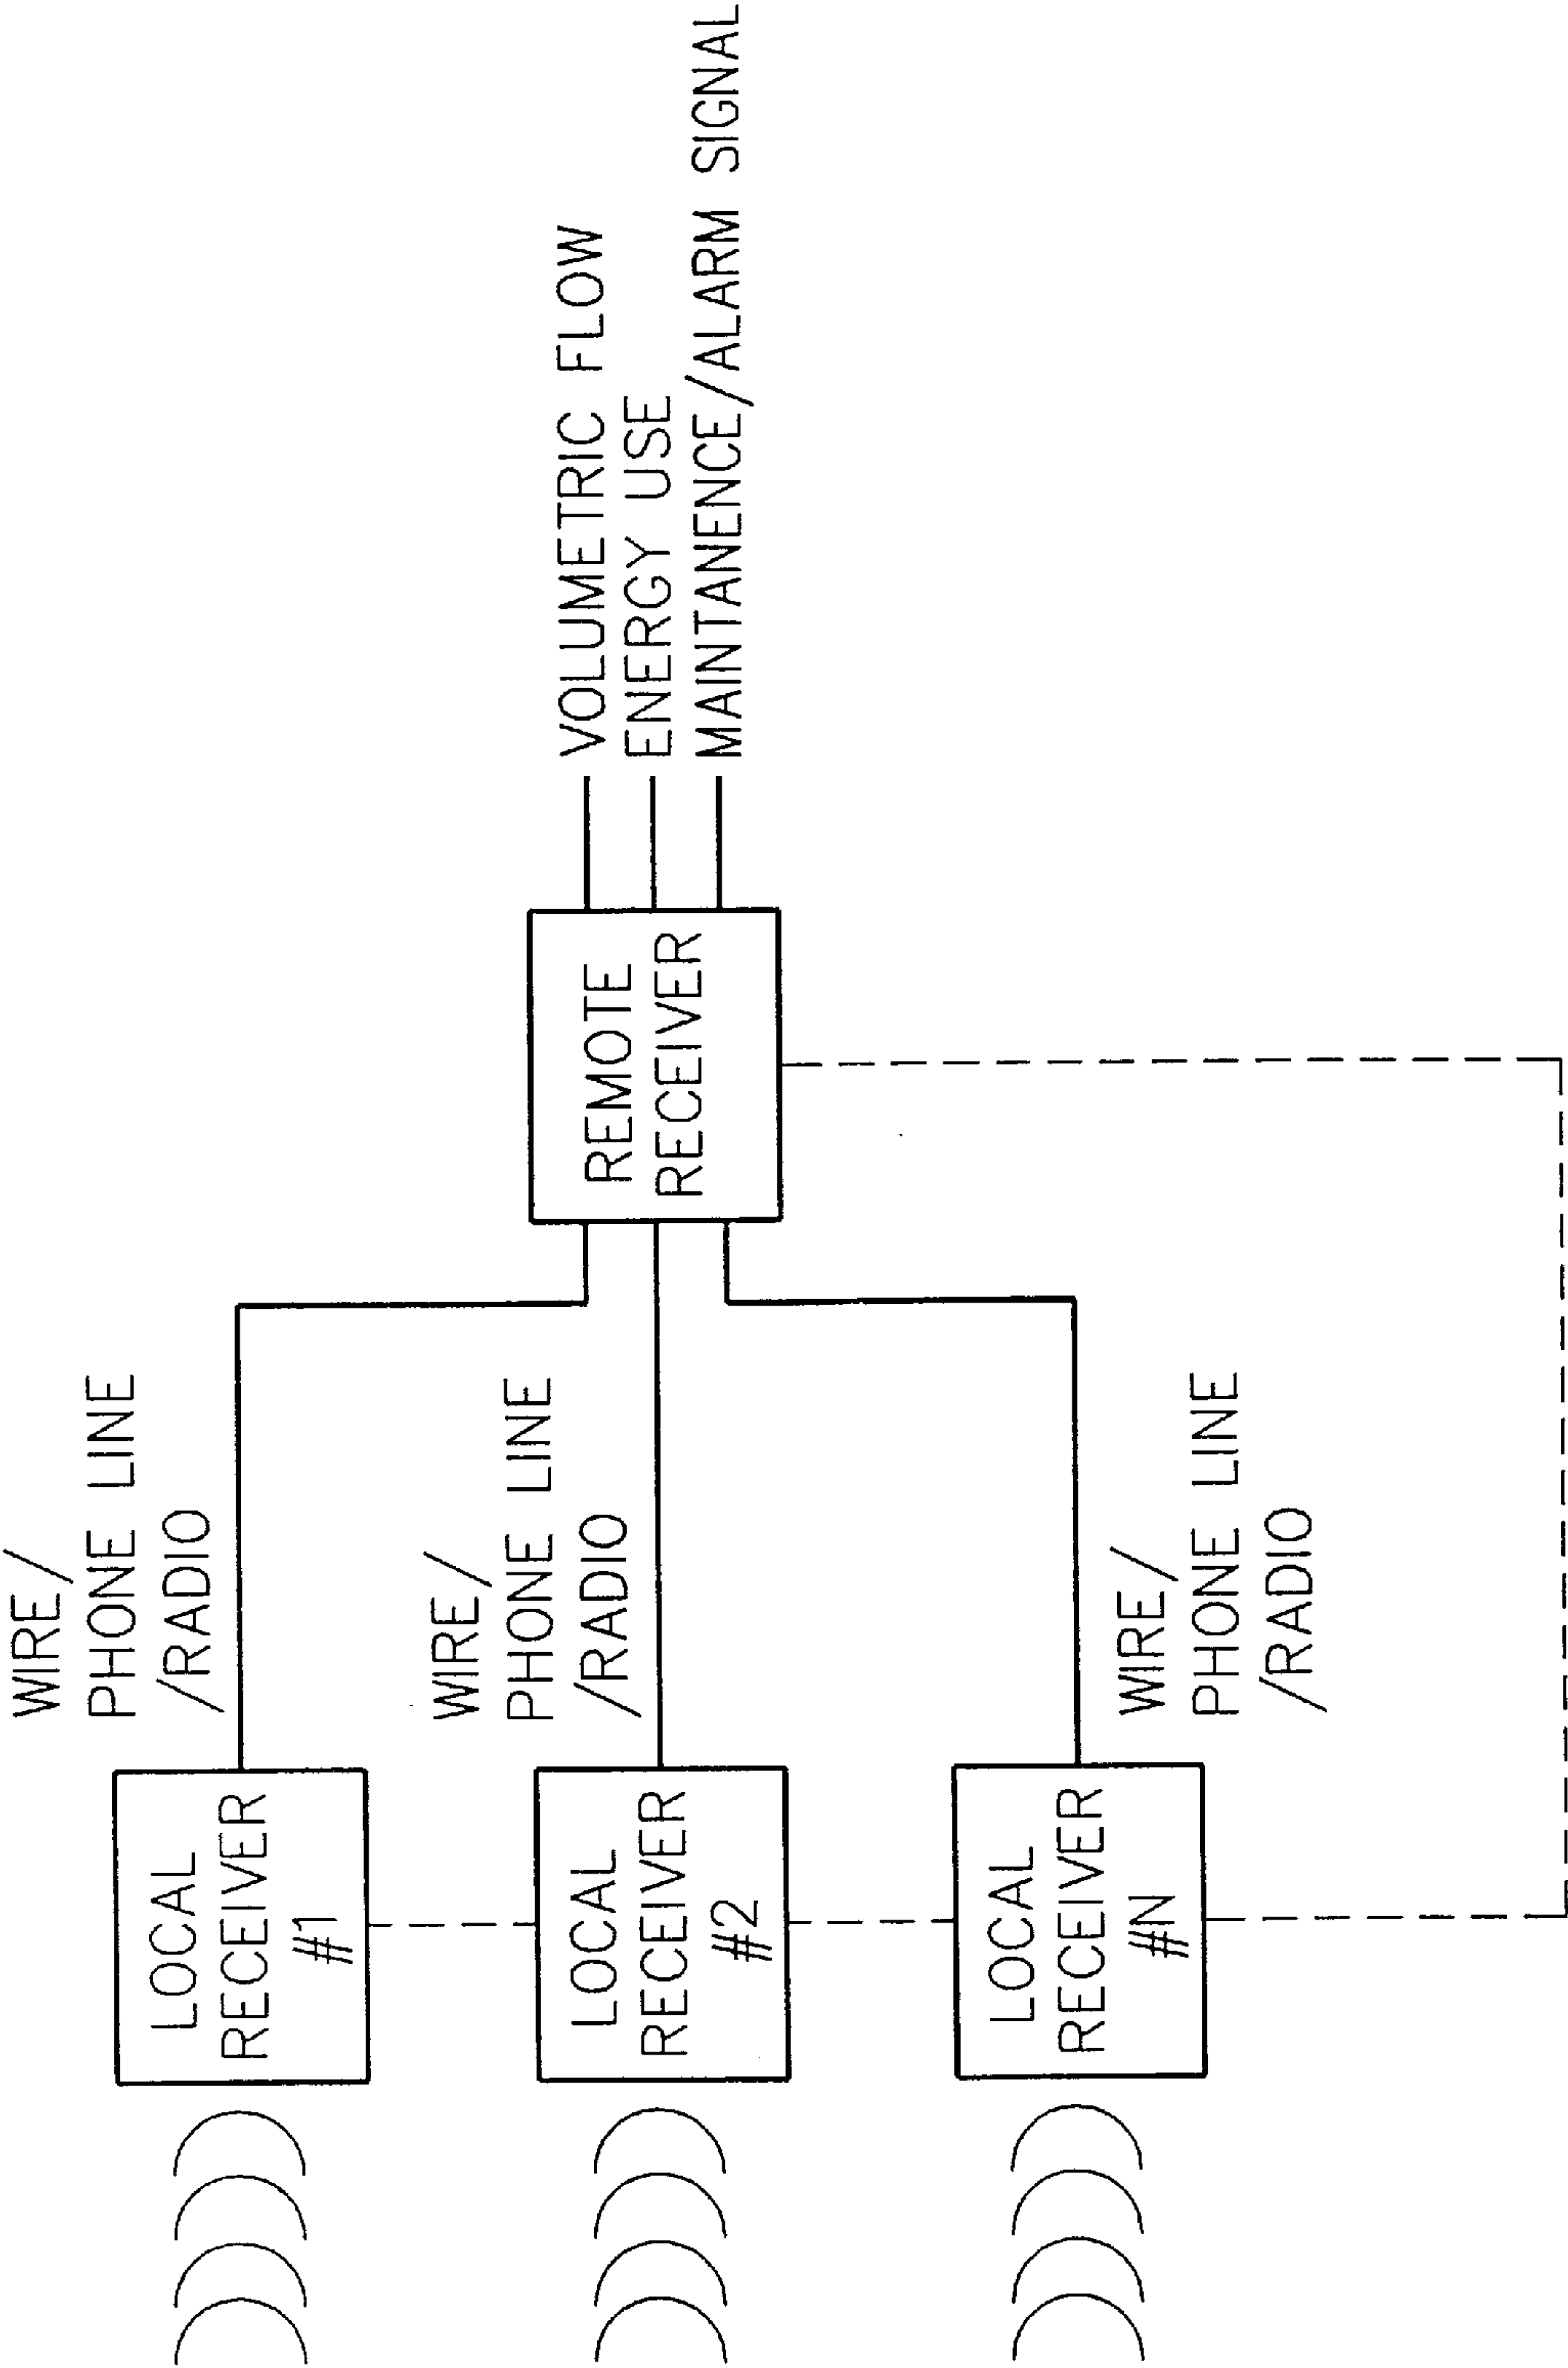 WIRE /
PHONE LINE
/RADIO
LOCAL
RECEIVER
#1
WIRE /
PHONE LINE
/RADIO
LOCAL
RECEIVER
#2
WIRE /
PHONE LINE
/RADIO
LOCAL
RECEIVER
#N
REMOTE
RECEIVER
VOLUMETRIC FLOW
ENERGY USE
MAINTANENCE/ALARM SIGNAL